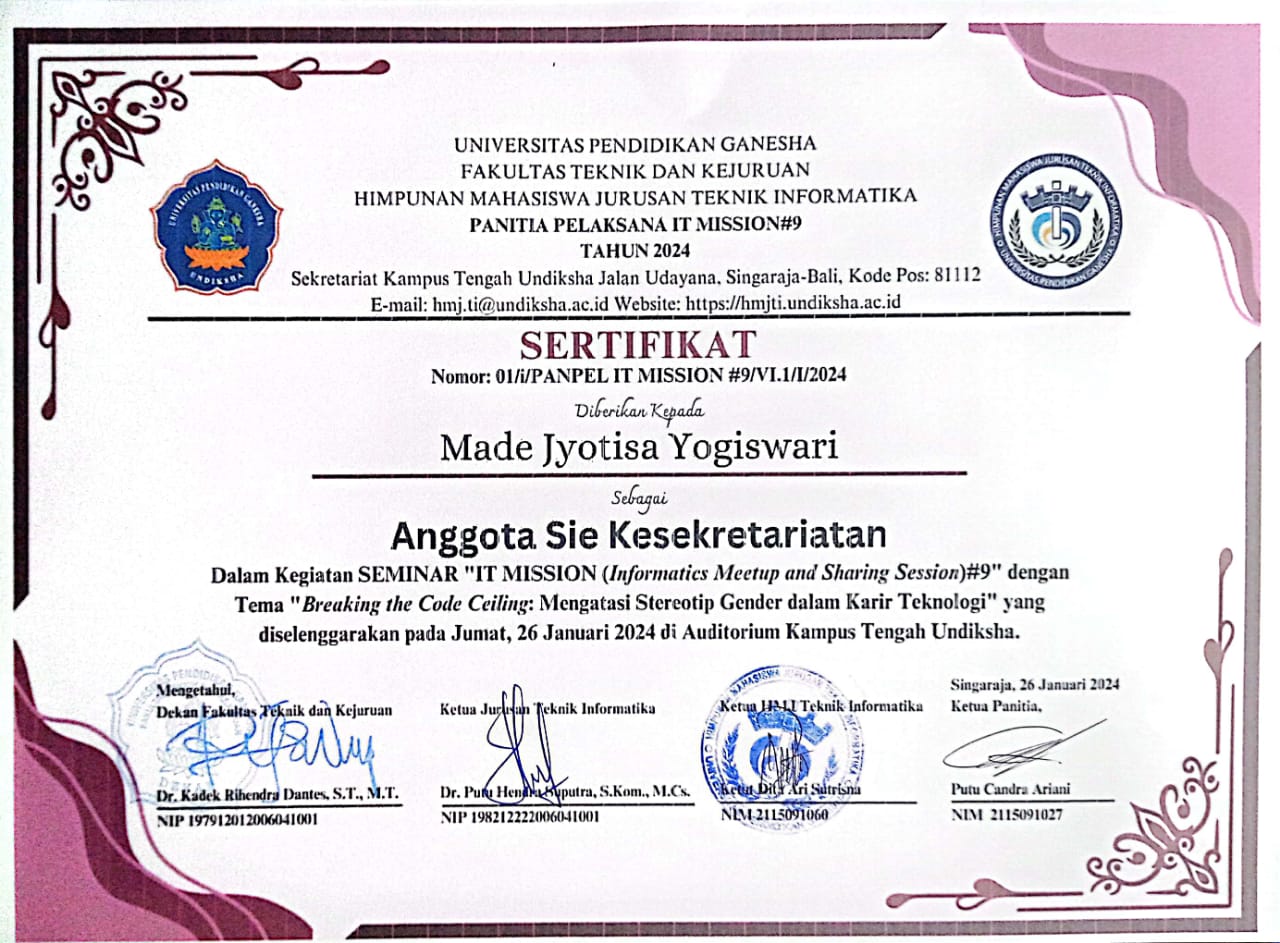 UNIVERSITAS PENDIDIKAN GANESHA
FAKULTAS TEKNIK DAN KEJURUAN
HIMPUNAN MAHASISWA JURUSAN TEKNIK INFORMATIKA
PANITIA PELAKSANA IT MISSION#9
TAHUN 2024
Sekretariat Kampus Tengah Undiksha Jalan Udayana, Singaraja-Bali, Kode Pos: 81112
E-mail: hmj.ti@undiksha.ac.id Website: https://hmjti.undiksha.ac.id
UNIVERSITAS PENDIDIKAN GANESHA
UNDIKSHA
HIMPUNAN MAHASISWA JURUSAN TEKNIK INFORMATIKA
UNIVERSITAS PENDIDIKAN GANESHA
SERTIFIKAT
Nomor: 01/i/PANPEL IT MISSION #9/VI.1/I/2024
Diberikan Kepada
Made Jyotisa Yogiswari
Sebagai
Anggota Sie Kesekretariatan
Dalam Kegiatan SEMINAR "IT MISSION (Informatics Meetup and Sharing Session)#9" dengan
Tema "Breaking the Code Ceiling: Mengatasi Stereotip Gender dalam Karir Teknologi" yang
diselenggarakan pada Jumat, 26 Januari 2024 di Auditorium Kampus Tengah Undiksha.
Mengetahui,
Dekan Fakultas Teknik dan Kejuruan
Dr. Kadek Rihendra Dantes, S.T., M.T.
NIP 197912012006041001
Ketua Jurusan Teknik Informatika
Dr. Putu Hendra Suputra, S.Kom., M.Cs.
NIP 198212222006041001
Ketua HMJ Teknik Informatika
Ketut Ari Sutrisna
NIM 2115091060
Singaraja, 26 Januari 2024
Ketua Panitia,
Putu Candra Ariani
NIM 2115091027